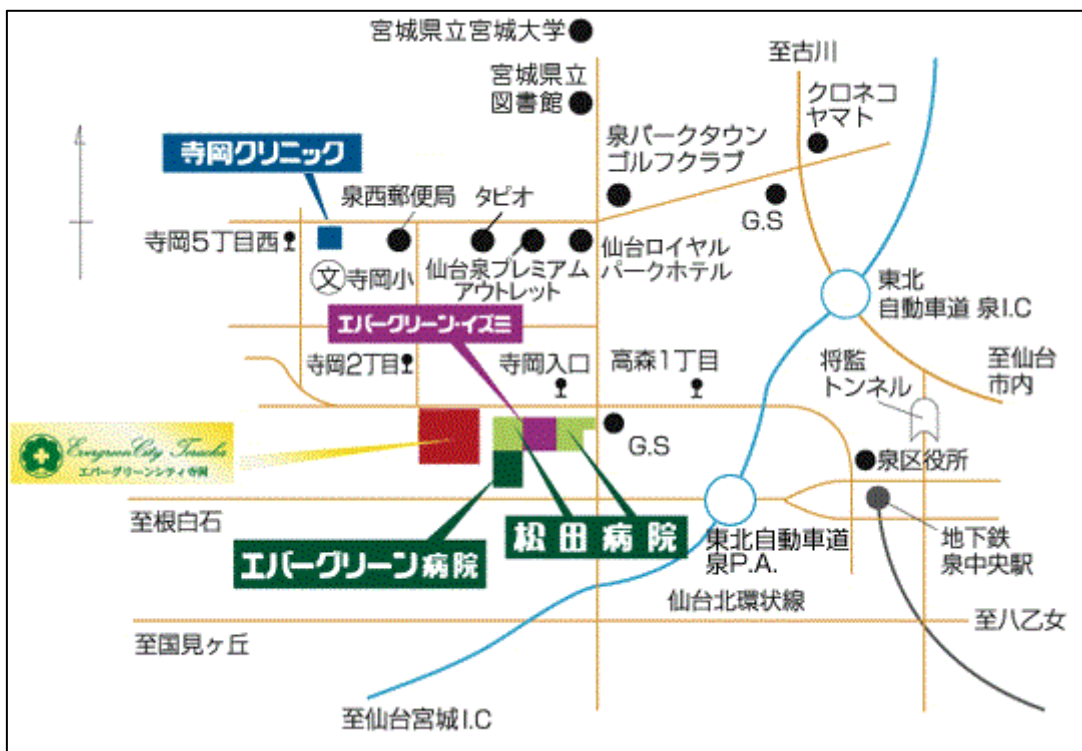 宮城県立宮城大学
宮城県立
図書館
至古川
クロネコ
ヤマト
泉パークタウン
ゴルフクラブ
G.S
寺岡クリニック
泉西郵便局
タピオ
寺岡5丁目西
文
寺岡小
仙台泉プレミアム
アウトレット
仙台ロイヤル
パークホテル
東北
自動車道 泉I.C
エバーグリーン・イズミ
寺岡2丁目
寺岡入口
高森1丁目
将監
トンネル
至仙台
市内
G.S
Evergreen City Teraoka
エバーグリーンシティ寺岡
泉区役所
至根白石
エバーグリーン病院
松田病院
東北自動車道
泉P.A.
地下鉄
泉中央駅
仙台北環状線
至国見ヶ丘
至八乙女
至仙台宮城I.C